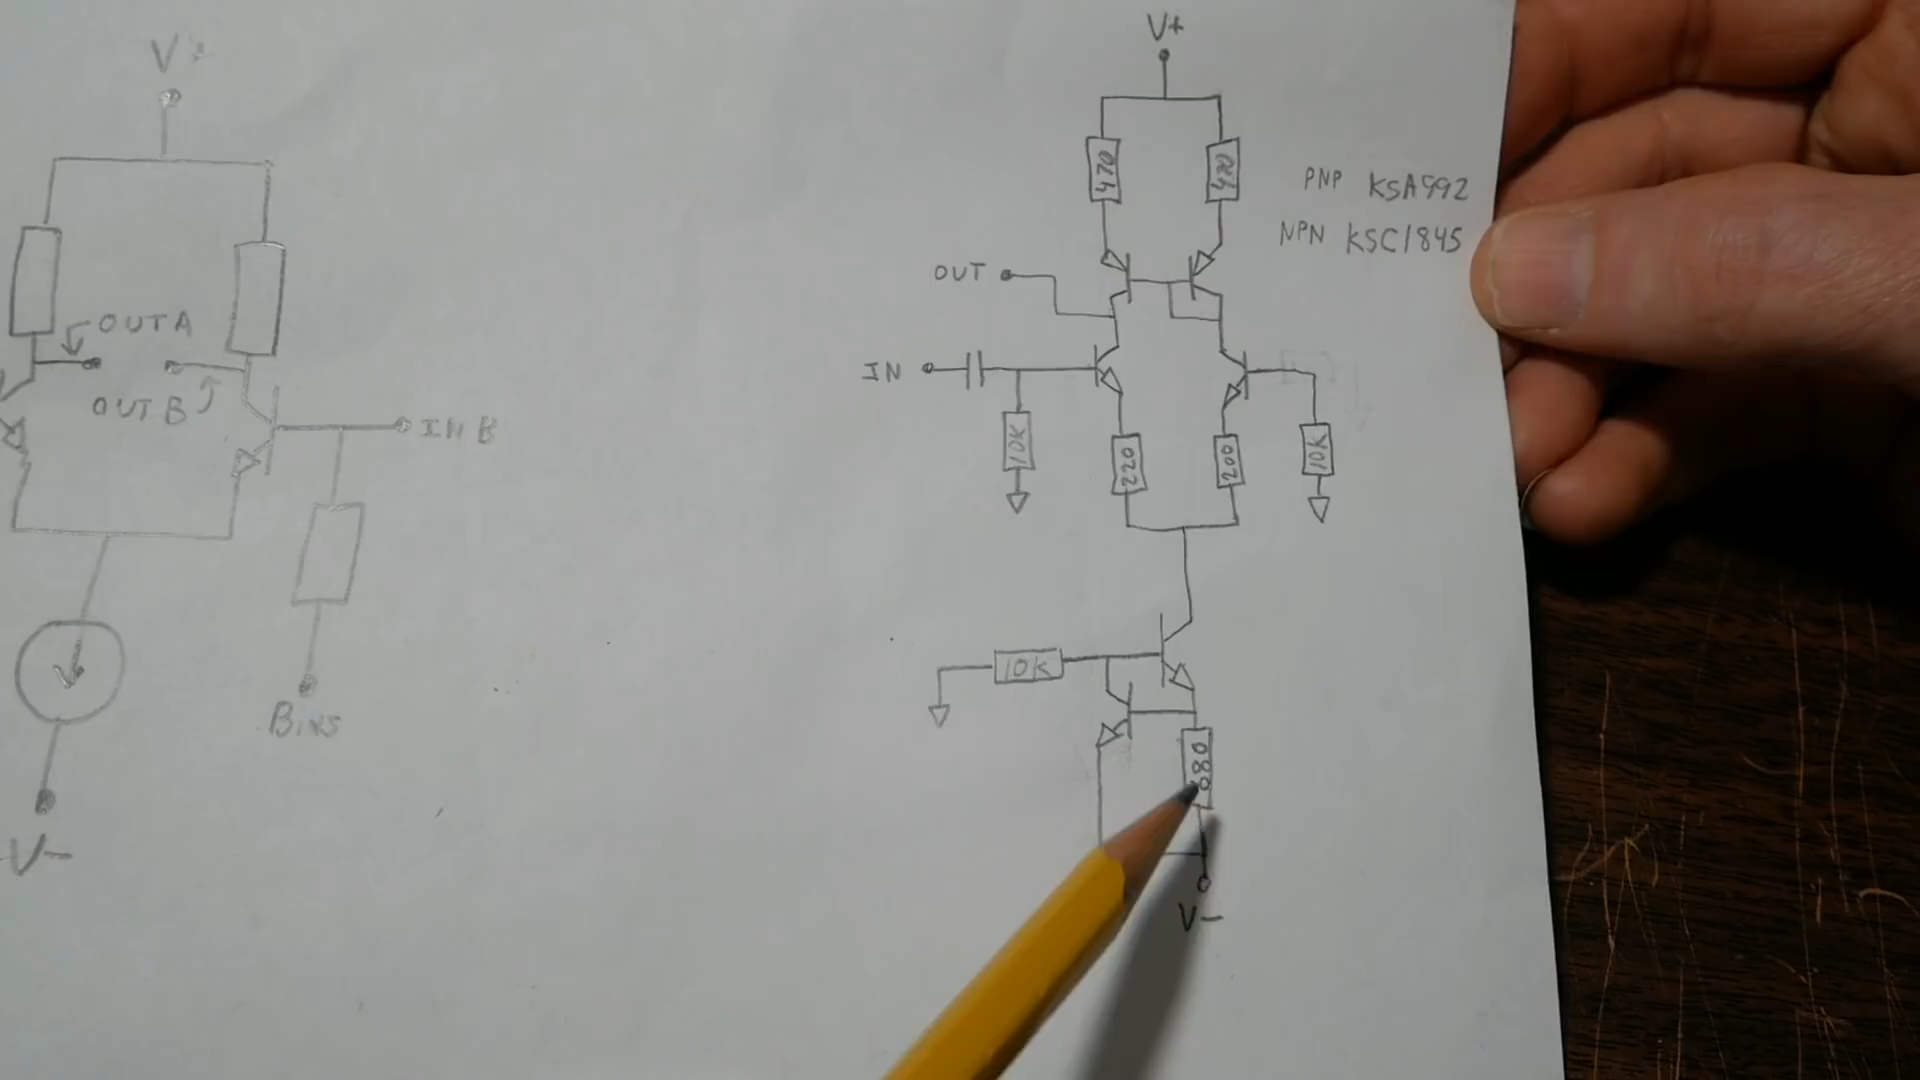 V+
OUT A
OUT B
IN B
BIAS
V-
V+
470
470
PNP KSA992
NPN KSC1845
OUT
IN
10K
220
200
10K
10K
680
V-